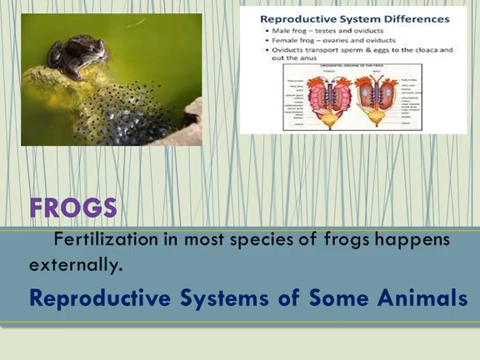 Reproductive System Differences
• Male frog – testes and oviducts
• Female frog – ovaries and oviducts
• Oviducts transport sperm & eggs to the cloaca and
out the anus
FROGS
Fertilization in most species of frogs happens
externally.
Reproductive Systems of Some Animals